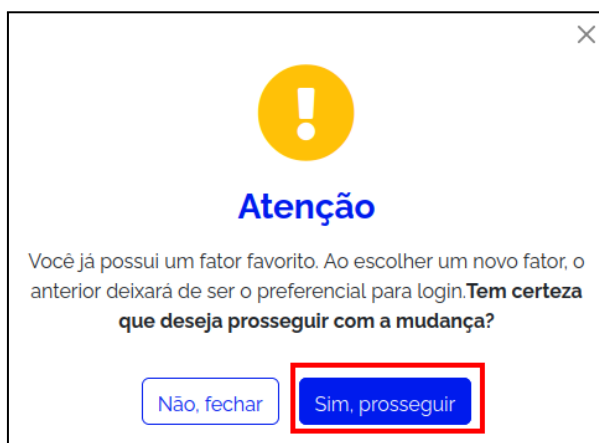 Atenção
Você já possui um fator favorito. Ao escolher um novo fator, o
anterior deixará de ser o preferencial para login.Tem certeza
que deseja prosseguir com a mudança?
Não, fechar
Sim, prosseguir